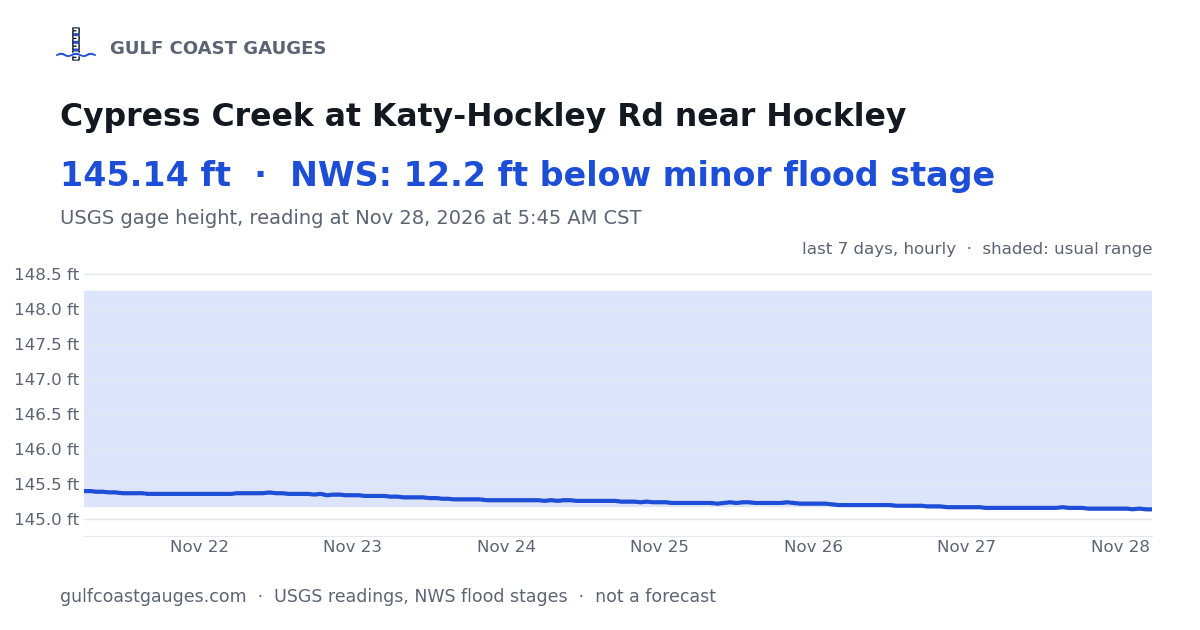 GULF COAST GAUGES
Cypress Creek at Katy-Hockley Rd near Hockley
145.14 ft · NWS: 12.2 ft below minor flood stage
USGS gage height, reading at Nov 28, 2026 at 5:45 AM CST
last 7 days, hourly · shaded: usual range
148.5 ft
148.0 ft
147.5 ft
147.0 ft
146.5 ft
146.0 ft
145.5 ft
145.0 ft
Nov 22 Nov 23 Nov 24 Nov 25 Nov 26 Nov 27 Nov 28
gulfcoastgauges.com · USGS readings, NWS flood stages · not a forecast